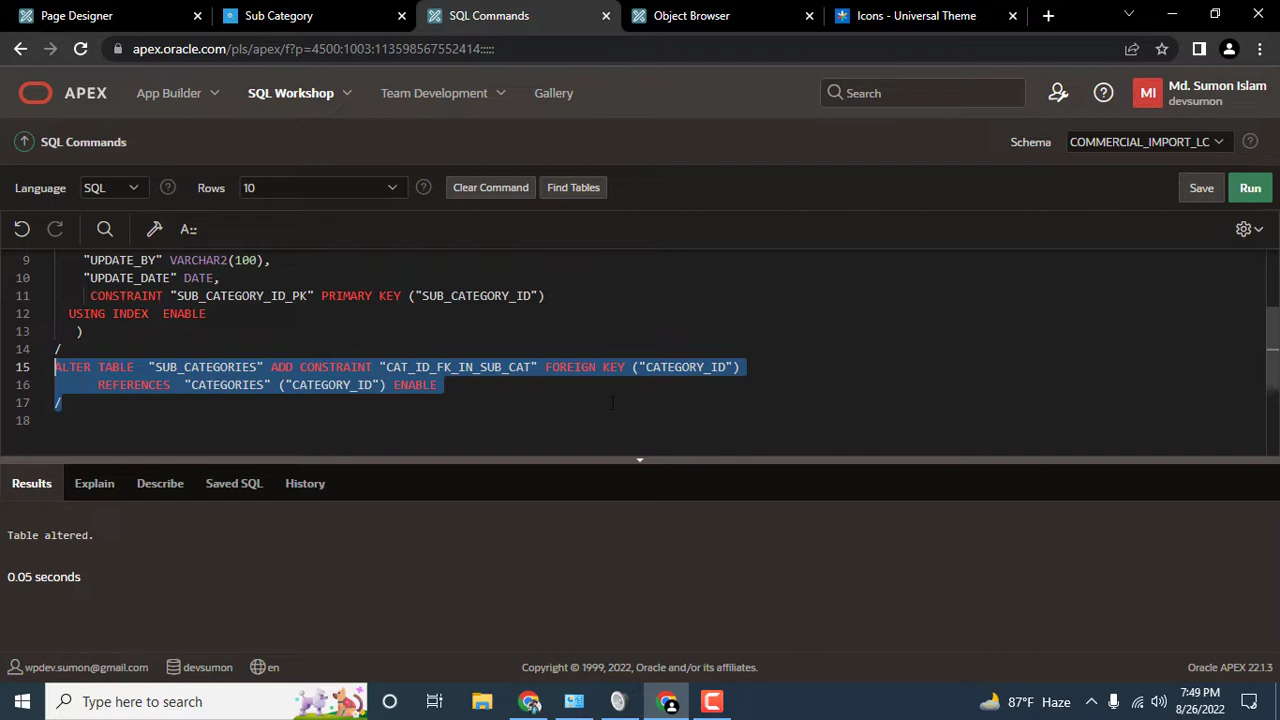 Page Designer
Sub Category
SQL Commands
Object Browser
Icons - Universal Theme
apex.oracle.com/pls/apex/f?p=4500:1003:113598567552414:::::
APEX
App Builder
SQL Workshop
Team Development
Gallery
Search
MI
Md. Sumon Islam
devsumon
SQL Commands
Schema
COMMERCIAL_IMPORT_LC
Language
SQL
Rows
10
Clear Command
Find Tables
Save
Run
A::
9 "UPDATE_BY" VARCHAR2(100),
10 "UPDATE_DATE" DATE,
11 CONSTRAINT "SUB_CATEGORY_ID_PK" PRIMARY KEY ("SUB_CATEGORY_ID")
12 USING INDEX ENABLE
13 )
14 /
15 ALTER TABLE "SUB_CATEGORIES" ADD CONSTRAINT "CAT_ID_FK_IN_SUB_CAT" FOREIGN KEY ("CATEGORY_ID")
16 REFERENCES "CATEGORIES" ("CATEGORY_ID") ENABLE
17 /
18
Results
Explain
Describe
Saved SQL
History
Table altered.
0.05 seconds
wpdev.sumon@gmail.com
devsumon
en
Copyright © 1999, 2022, Oracle and/or its affiliates.
Oracle APEX 22.1.3
Type here to search
87°F Haze
7:49 PM
8/26/2022